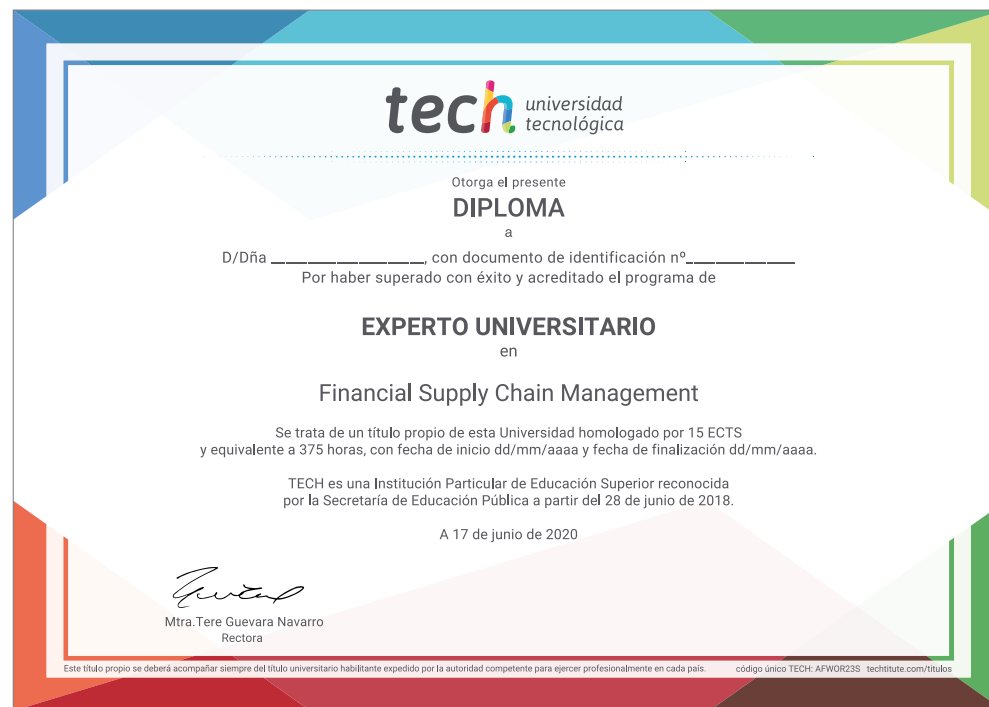 tech universidad
tecnológica
Otorga el presente
DIPLOMA
a
D/Dña ____________________, con documento de identificación nº______________
Por haber superado con éxito y acreditado el programa de
EXPERTO UNIVERSITARIO
en
Financial Supply Chain Management
Se trata de un título propio de esta Universidad homologado por 15 ECTS
y equivalente a 375 horas, con fecha de inicio dd/mm/aaaa y fecha de finalización dd/mm/aaaa.
TECH es una Institución Particular de Educación Superior reconocida
por la Secretaría de Educación Pública a partir del 28 de junio de 2018.
A 17 de junio de 2020
Mtra.Tere Guevara Navarro
Rectora
Este título propio se deberá acompañar siempre del título universitario habilitante expedido por la autoridad competente para ejercer profesionalmente en cada país. código único TECH: AFWOR23S techtitute.com/titulos